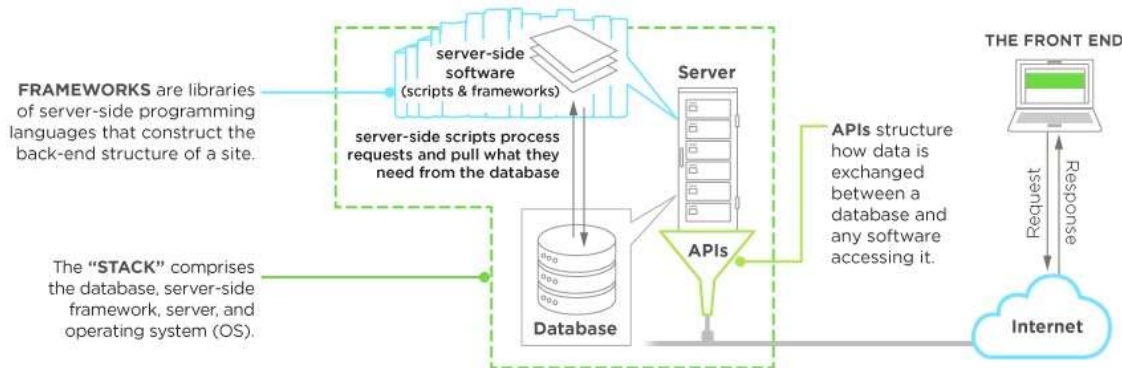 FRAMEWORKS are libraries
of server-side programming
languages that construct the
back-end structure of a site.
The “STACK” comprises
the database, server-side
framework, server, and
operating system (OS).
server-side
software
(scripts & frameworks)
server-side scripts process
requests and pull what they
need from the database
Database
Server
APIs
APIs structure
how data is
exchanged
between a
database and
any software
accessing it.
THE FRONT END
Request
Response
Internet